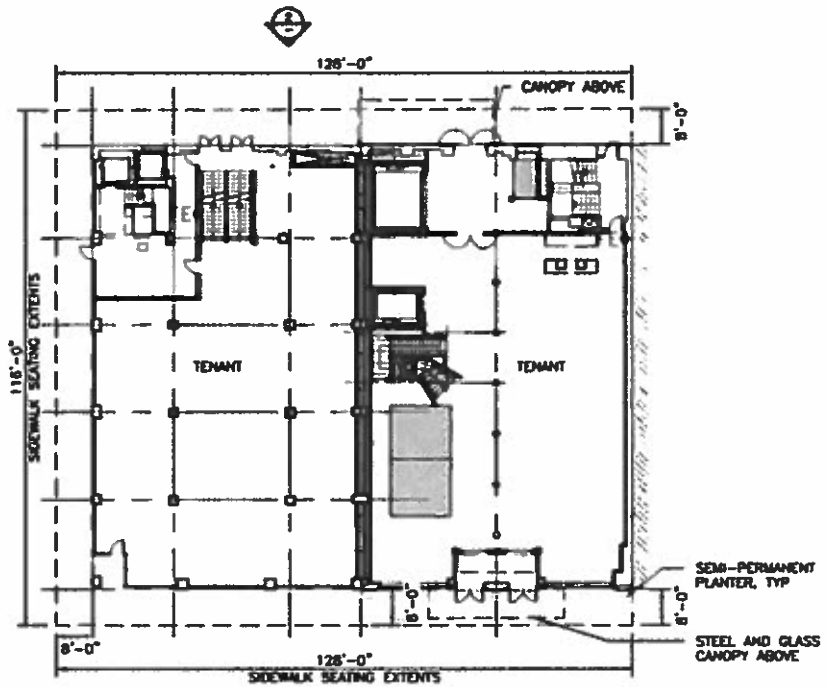 2
128'-0"
CANOPY ABOVE
8'-0"
E
E
116'-0"
SIDEWALK SEATING EXTENTS
TENANT
TENANT
SEMI-PERMANENT
PLANTER, TYP
8'-0"
8'-0"
STEEL AND GLASS
CANOPY ABOVE
8'-0"
128'-0"
SIDEWALK SEATING EXTENTS